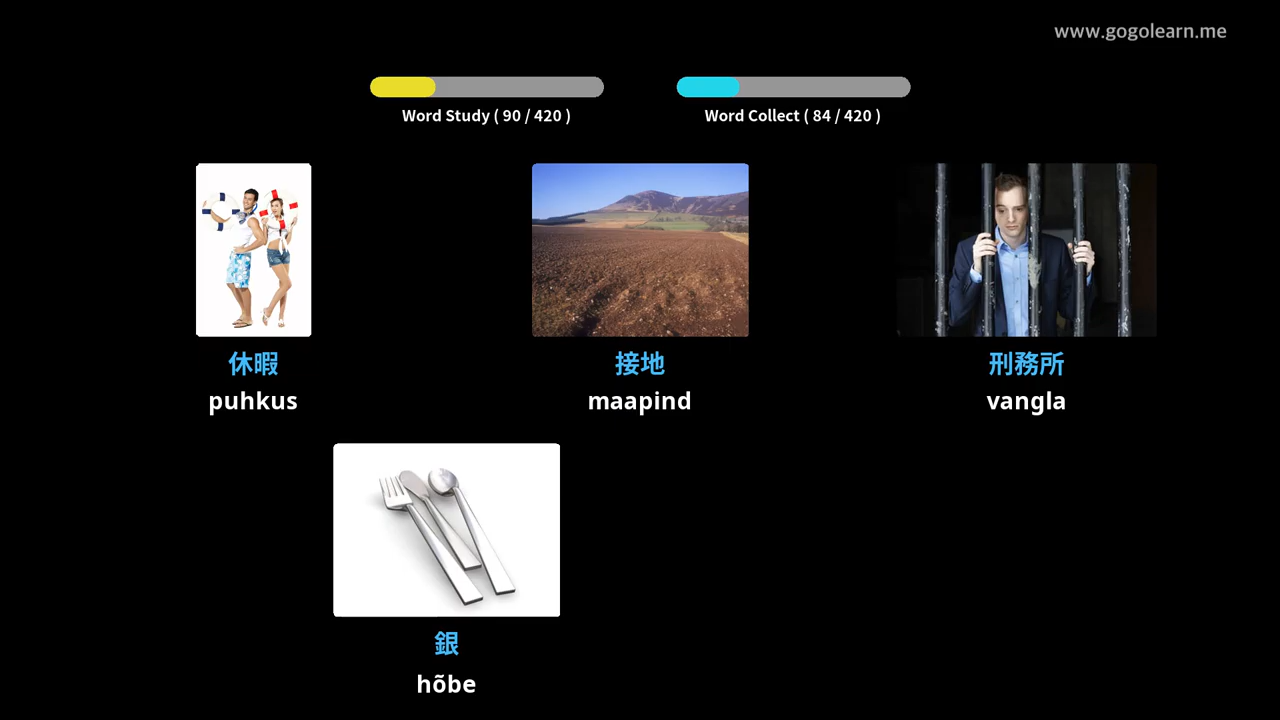 www.gogolearn.me
Word Study ( 90 / 420 )
Word Collect ( 84 / 420 )
休暇
puhkus
接地
maapind
刑務所
vangla
銀
hõbe